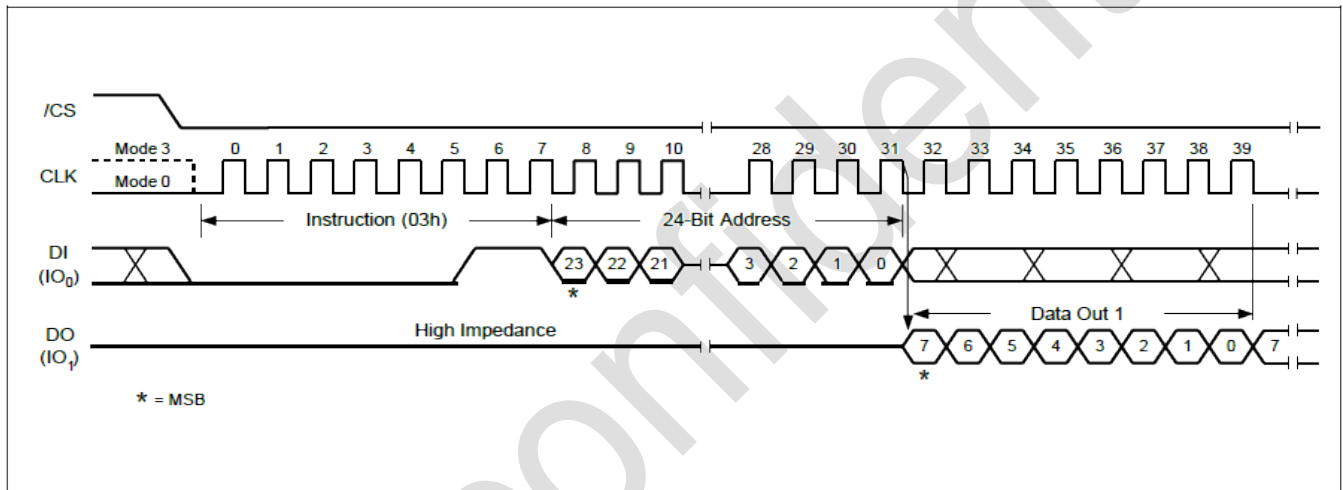 Confidential
/CS
Mode 3 0 1 2 3 4 5 6 7 8 9 10 28 29 30 31 32 33 34 35 36 37 38 39
CLK
Mode 0
Instruction (03h) 24-Bit Address
DI
(IO0)
23 22 21 3 2 1 0
*
Data Out 1
DO
(IO1)
High Impedance
7 6 5 4 3 2 1 0 7
*
* = MSB